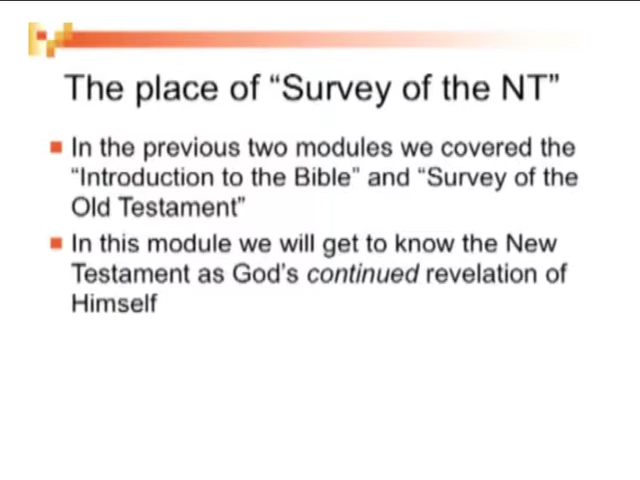 The place of “Survey of the NT”
In the previous two modules we covered the
“Introduction to the Bible” and “Survey of the
Old Testament”
In this module we will get to know the New
Testament as God’s continued revelation of
Himself